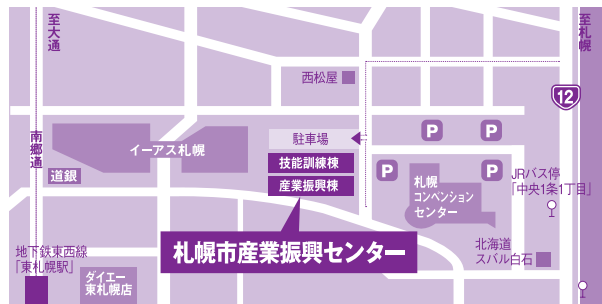 至大通
至札幌
西松屋
12
南郷通
イーアス札幌
駐車場
P
P
技能訓練棟
道銀
産業振興棟
P
P
札幌
コンベンション
センター
JRバス停
「中央1条1丁目」
札幌市産業振興センター
地下鉄東西線
「東札幌駅」
ダイエー
東札幌店
北海道
スバル白石